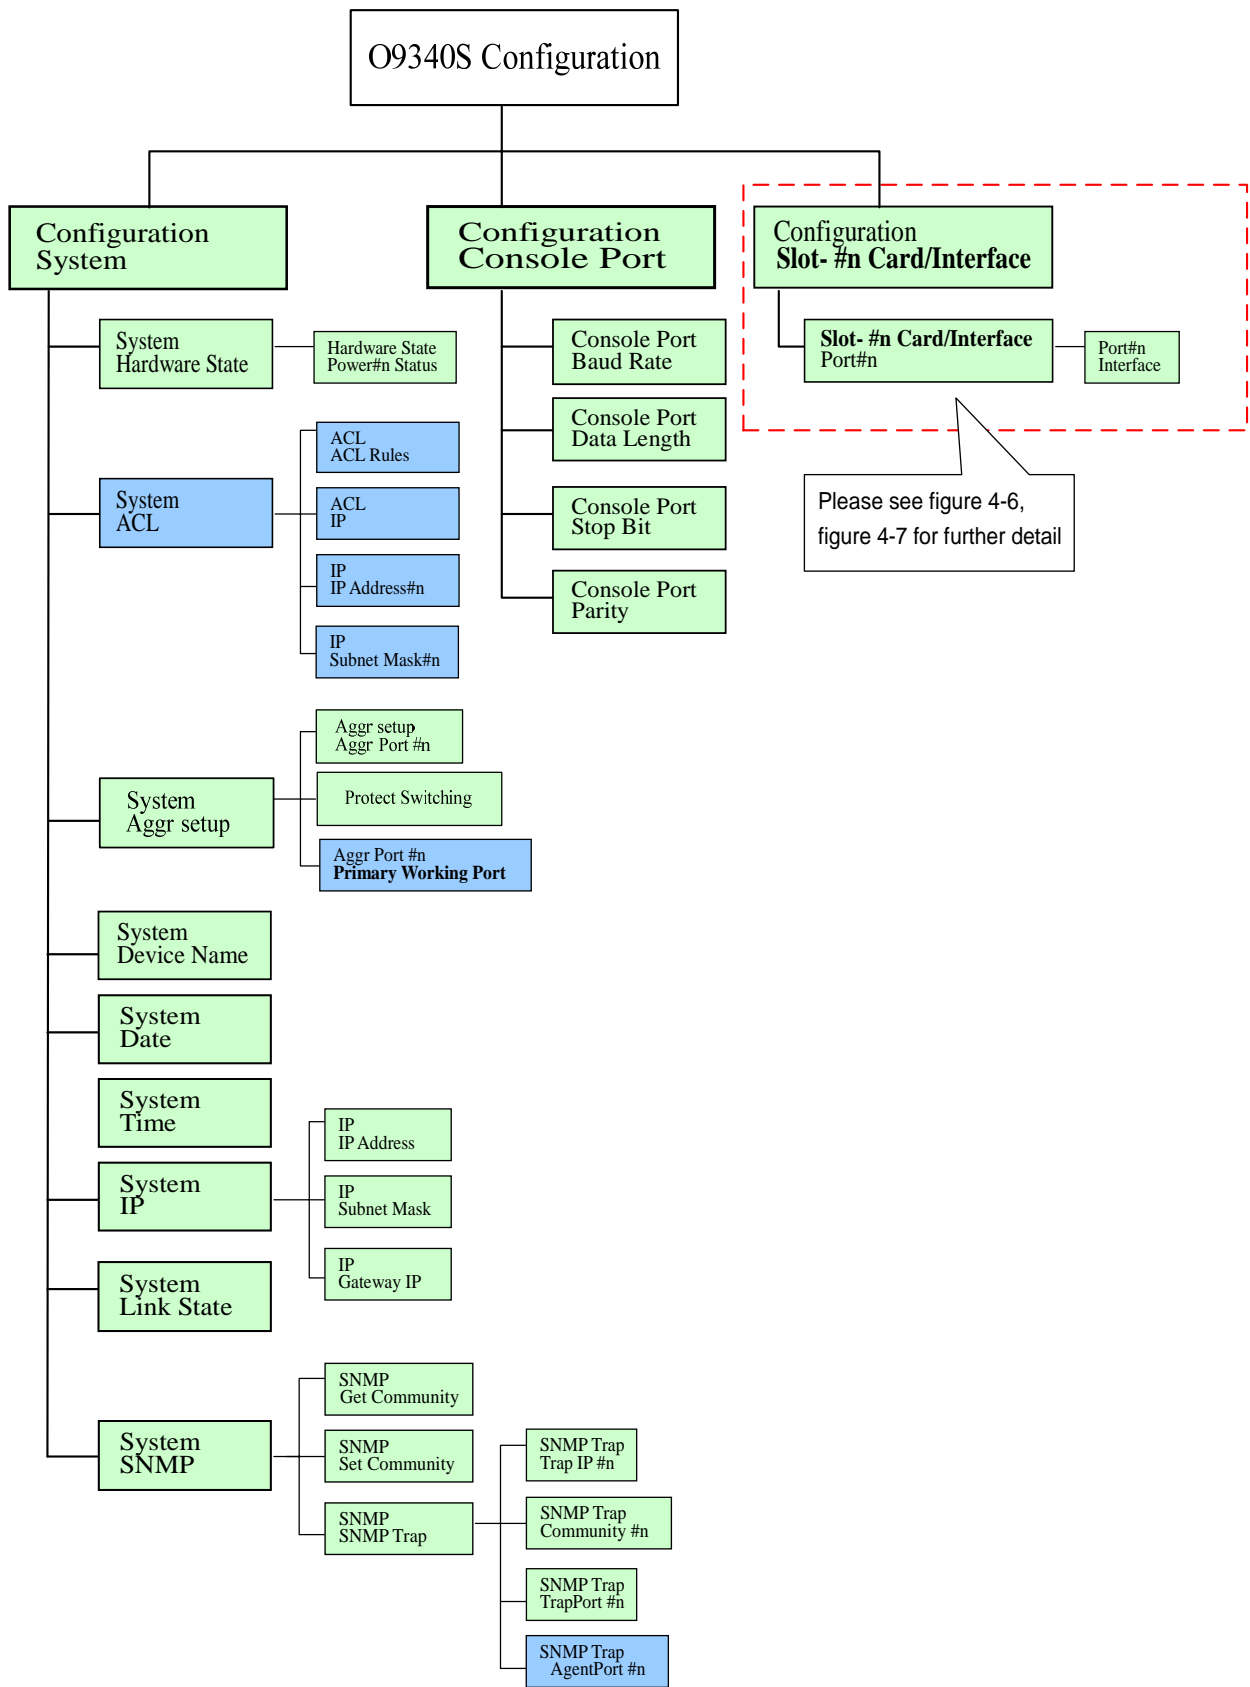 O9340S Configuration
Configuration
System
Configuration
Console Port
Configuration
Slot- #n Card/Interface
System
Hardware State
Hardware State
Power#n Status
Console Port
Baud Rate
Slot- #n Card/Interface
Port#n
Port#n
Interface
ACL
ACL Rules
Console Port
Data Length
System
ACL
ACL
IP
Console Port
Stop Bit
Please see figure 4-6,
figure 4-7 for further detail
IP
IP Address#n
Console Port
Parity
IP
Subnet Mask#n
Aggr setup
Aggr Port #n
System
Aggr setup
Protect Switching
Aggr Port #n
Primary Working Port
System
Device Name
System
Date
System
Time
IP
IP Address
System
IP
IP
Subnet Mask
IP
Gateway IP
System
Link State
SNMP
Get Community
System
SNMP
SNMP
Set Community
SNMP Trap
Trap IP #n
SNMP
SNMP Trap
SNMP Trap
Community #n
SNMP Trap
TrapPort #n
SNMP Trap
AgentPort #n